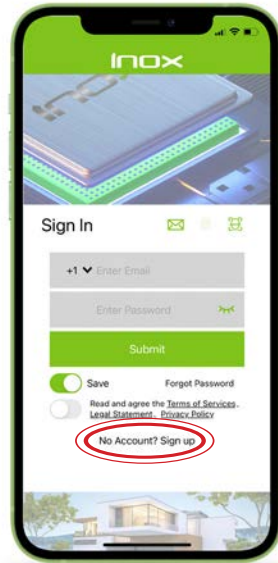 INOX
Sign In
+1 Enter Email
Enter Password
Submit
Save Forgot Password
Read and agree the Terms of Services、
Legal Statement、Privacy Policy
No Account? Sign up